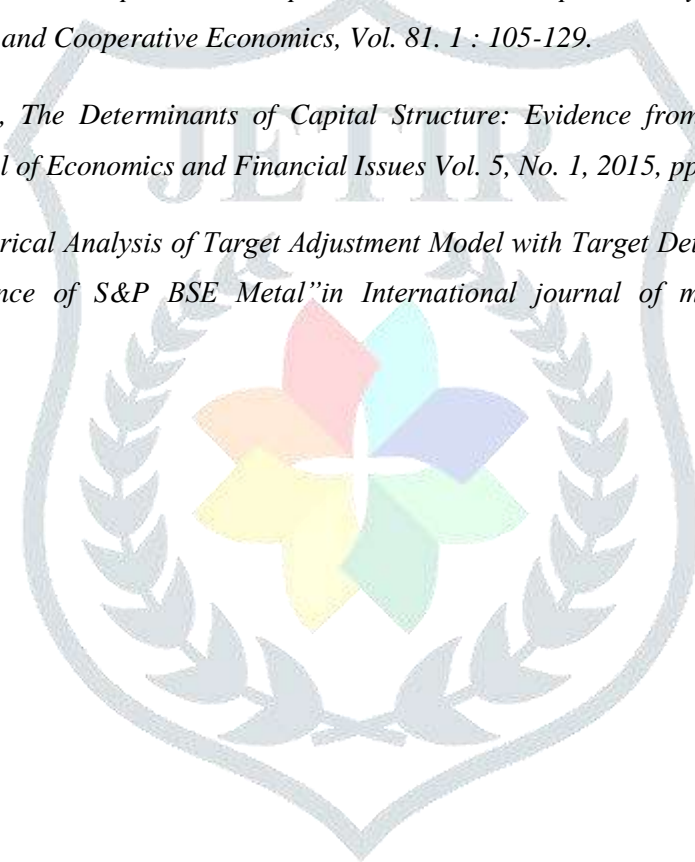 and Cooperative Economics, Vol. 81. 1 : 105-129.
, The Determinants of Capital Structure: Evidence from
l of Economics and Financial Issues Vol. 5, No. 1, 2015, pp
rical Analysis of Target Adjustment Model with Target De
nce of S&P BSE Metal”in International journal of m
JETIR